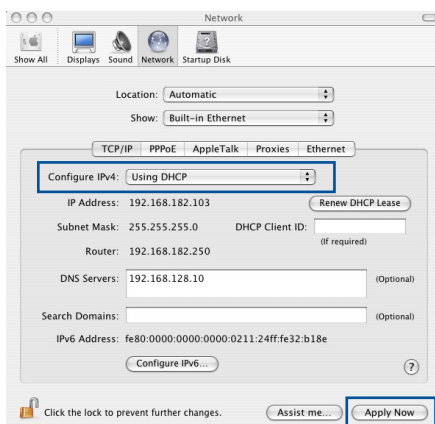 Network
Show All Displays Sound Network Startup Disk
Location: Automatic
Show: Built-in Ethernet
TCP/IP PPPoE AppleTalk Proxies Ethernet
Configure IPv4: Using DHCP
IP Address: 192.168.182.103 Renew DHCP Lease
Subnet Mask: 255.255.255.0 DHCP Client ID:
(If required)
Router: 192.168.182.250
DNS Servers: 192.168.128.10 (Optional)
Search Domains: (Optional)
IPv6 Address: fe80:0000:0000:0000:0211:24ff:fe32:b18e
Configure IPv6... ?
Click the lock to prevent further changes. Assist me... Apply Now